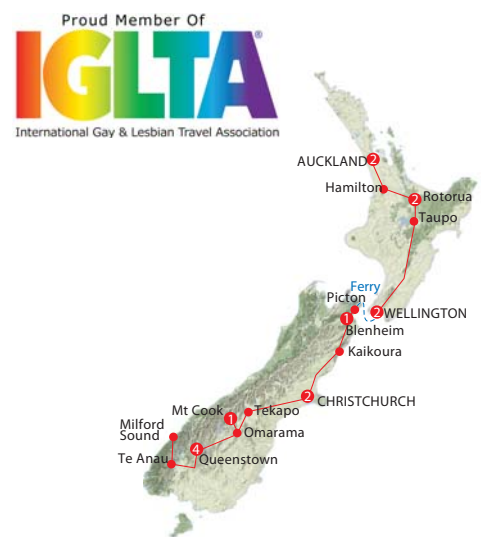 Proud Member Of
IGLTA®
International Gay & Lesbian Travel Association
AUCKLAND 2
Hamilton
2 Rotorua
Taupo
Ferry
Picton
2 WELLINGTON
1
Blenheim
Kaikoura
2 CHRISTCHURCH
Mt Cook 1
Tekapo
Milford
Sound
Omarama
4
Te Anau
Queenstown